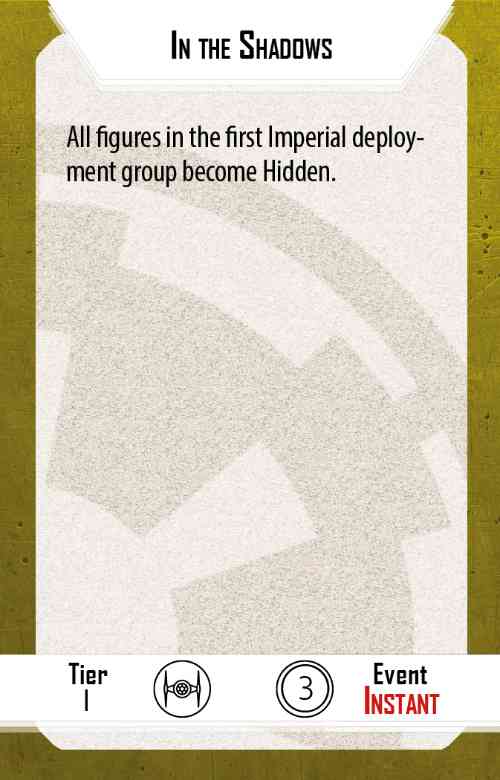 In the Shadows
All figures in the first Imperial deploy-
ment group become Hidden.
Tier
I
3
Event
Instant